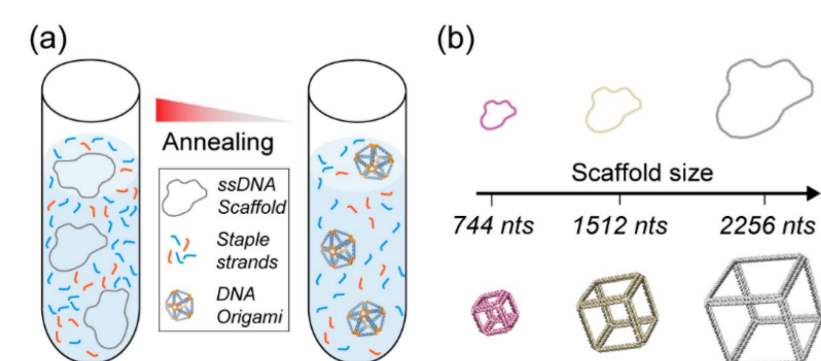 (a)
Annealing
ssDNA
Scaffold
Staple
strands
DNA
Origami
(b)
Scaffold size
744 nts 1512 nts 2256 nts